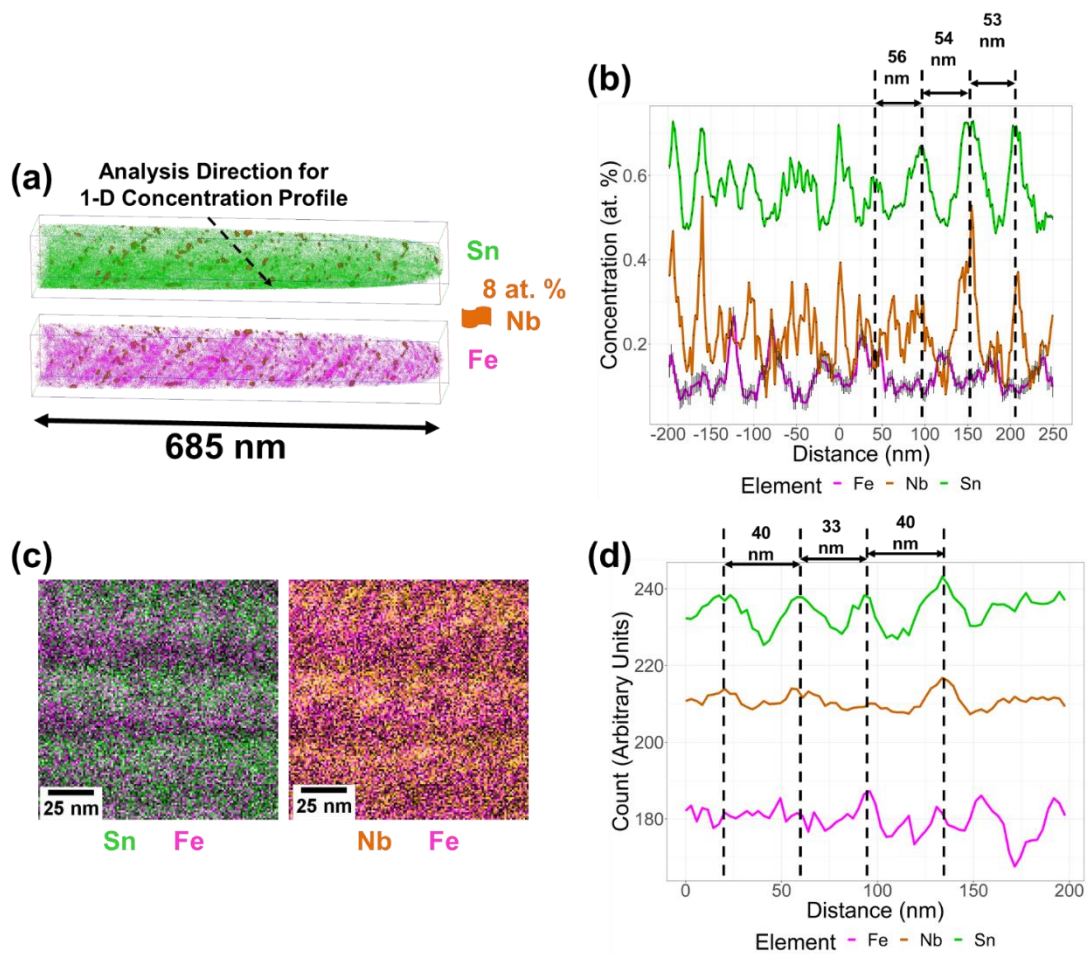 (a)
Analysis Direction for
1-D Concentration Profile
Sn
8 at. %
Nb
Fe
685 nm
(b)
56
nm
54
nm
53
nm
Concentration (at. %)
0.6
0.4
0.2
-200 -150 -100 -50 0 50 100 150 200 250
Distance (nm)
Element Fe Nb Sn
(c)
25 nm
Sn Fe
25 nm
Nb Fe
(d)
40
nm
33
nm
40
nm
Count (Arbitrary Units)
240
220
200
180
0 50 100 150 200
Distance (nm)
Element Fe Nb Sn